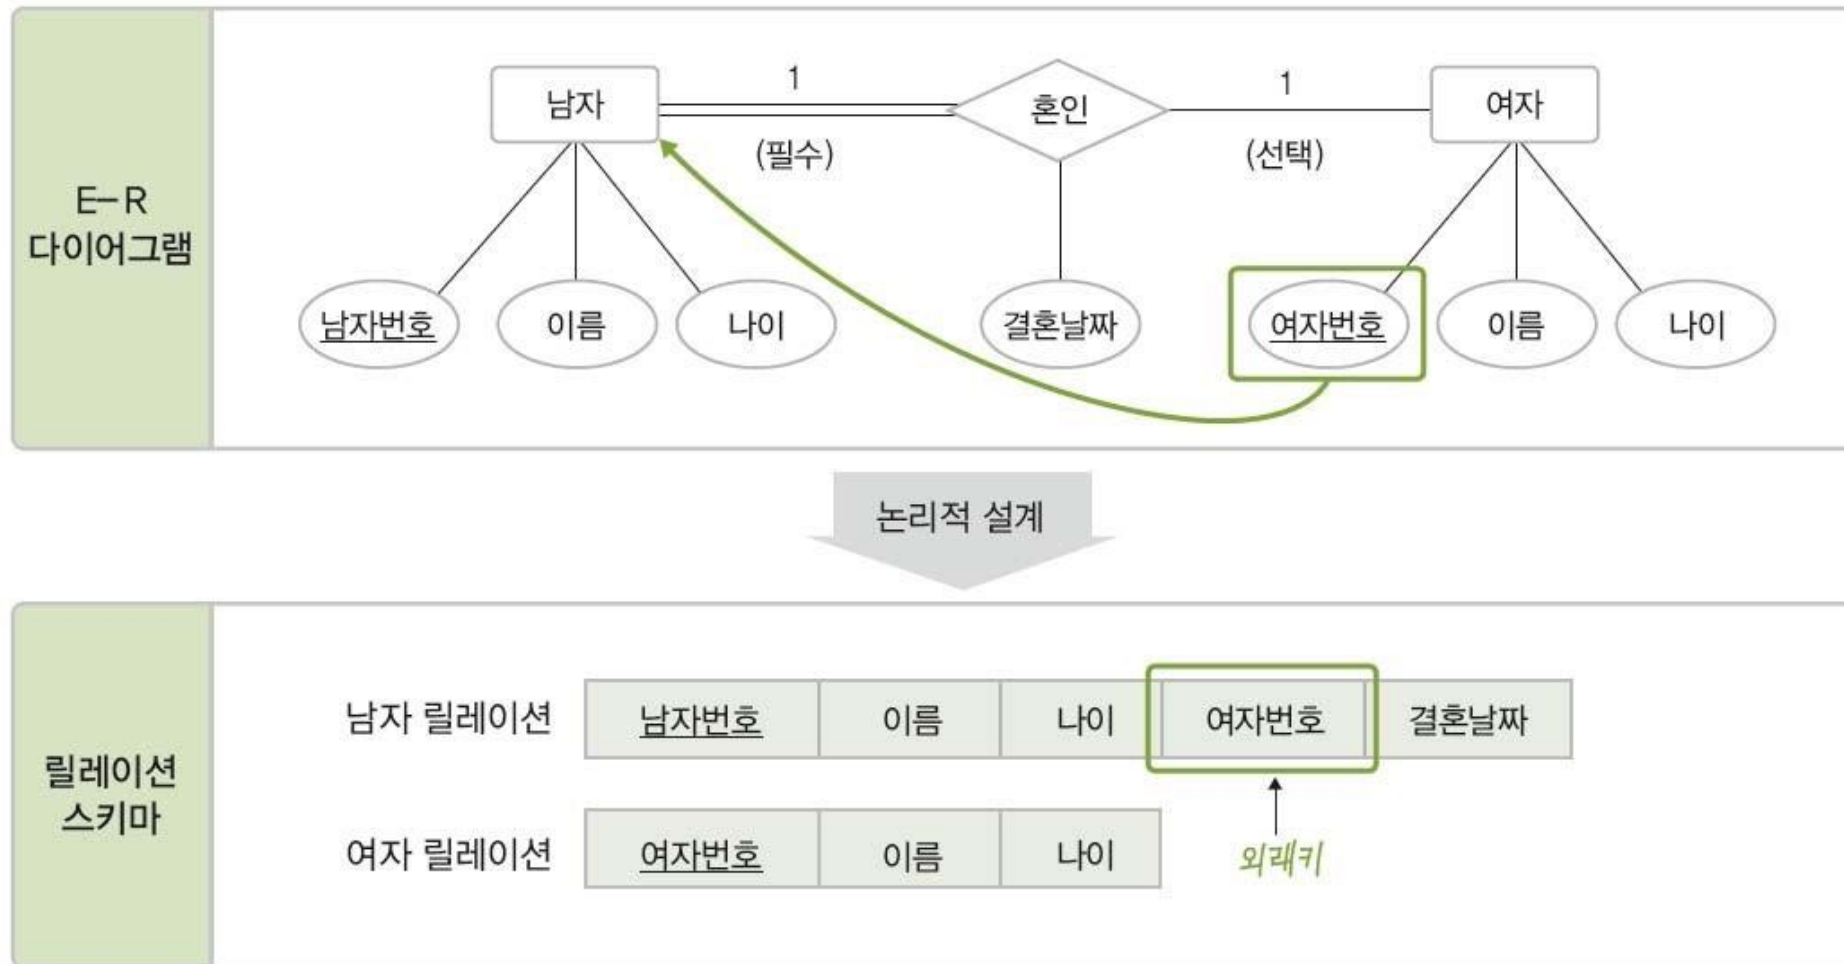 E-R
다이어그램
남자
1
(필수)
혼인
1
(선택)
여자
남자번호
이름
나이
결혼날짜
여자번호
이름
나이
논리적 설계
릴레이션
스키마
남자 릴레이션
남자번호
이름
나이
여자번호
결혼날짜
여자 릴레이션
여자번호
이름
나이
외래키